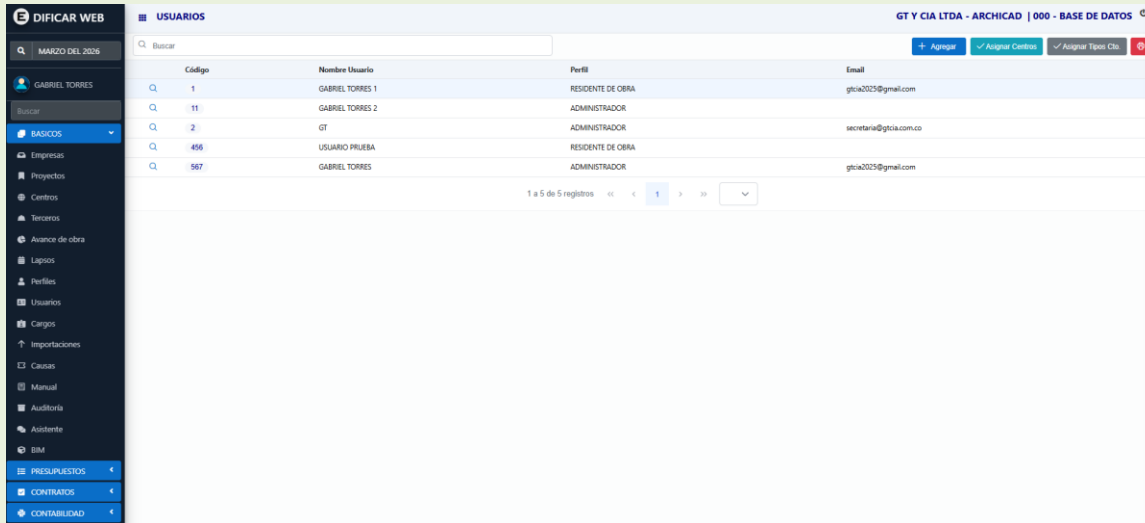 E DIFICAR WEB
USUARIOS
GT Y CIA LTDA - ARCHICAD | 000 - BASE DE DATOS
MARZO DEL 2026
Buscar
Agregar
Asignar Centros
Asignar Tipos Cto.
GABRIEL TORRES
Buscar
BASICOS
Empresas
Proyectos
Centros
Terceros
Avance de obra
Lapsos
Perfiles
Usuarios
Cargos
Importaciones
Causas
Manual
Auditoría
Asistente
BIM
PRESUPUESTOS
CONTRATOS
CONTABILIDAD
Código Nombre Usuario Perfil Email
1 GABRIEL TORRES 1 RESIDENTE DE OBRA gtcia2025@gmail.com
11 GABRIEL TORRES 2 ADMINISTRADOR
2 GT ADMINISTRADOR secretaria@gtcia.com.co
456 USUARIO PRUEBA RESIDENTE DE OBRA
567 GABRIEL TORRES ADMINISTRADOR gtcia2025@gmail.com
1 a 5 de 5 registros << < 1 > >>